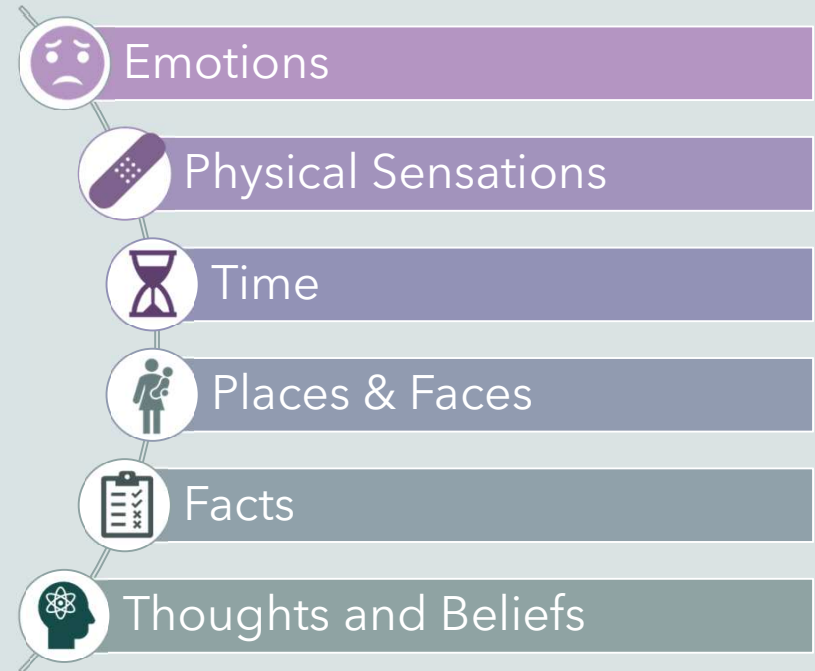 Emotions
Physical Sensations
Time
Places & Faces
Facts
Thoughts and Beliefs